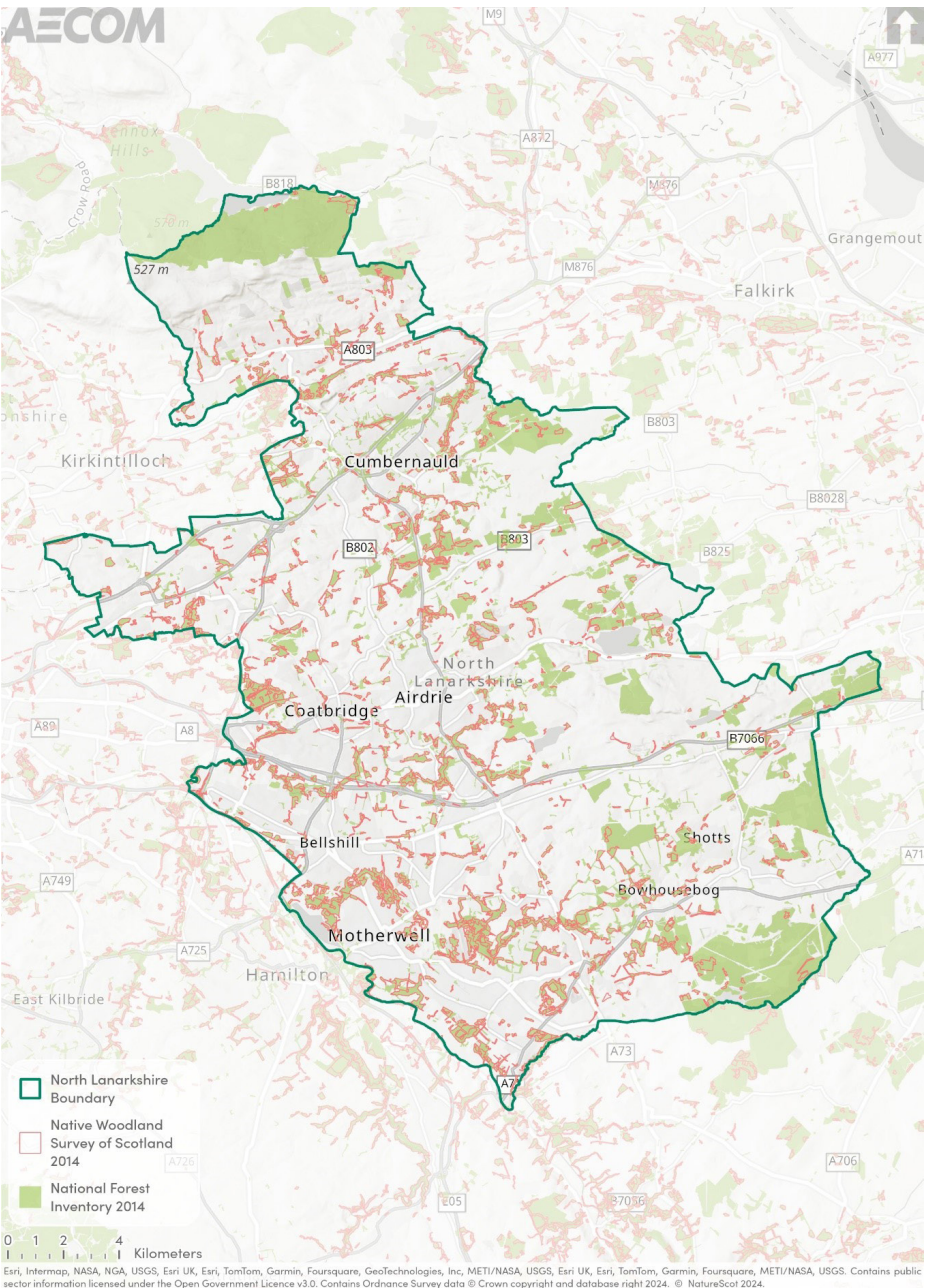 AECOM
M9
A977
Lennox
Hills
A872
Crow Road
B818
M876
570 m
Grangemout
527 m
M876
Falkirk
A803
onshire
B803
Kirkintilloch
Cumbernauld
B8028
B802
B803
B825
North
Lanarkshire
Airdrie
Coatbridge
A89
A8
B7066
Bellshill
Shotts
A71
A749
Bowhousebog
Motherwell
A725
Hamilton
East Kilbride
A73
A7
North Lanarkshire
Boundary
Native Woodland
Survey of Scotland
2014
A726
A706
National Forest
Inventory 2014
B7056
0 1 2 4 Kilometers
Esri, Intermap, NASA, NGA, USGS, Esri UK, Esri, TomTom, Garmin, Foursquare, GeoTechnologies, Inc, METI/NASA, USGS, Esri UK, Esri, TomTom, Garmin, Foursquare, METI/NASA, USGS. Contains public
sector information licensed under the Open Government Licence v3.0. Contains Ordnance Survey data © Crown copyright and database right 2024. © NatureScot 2024.